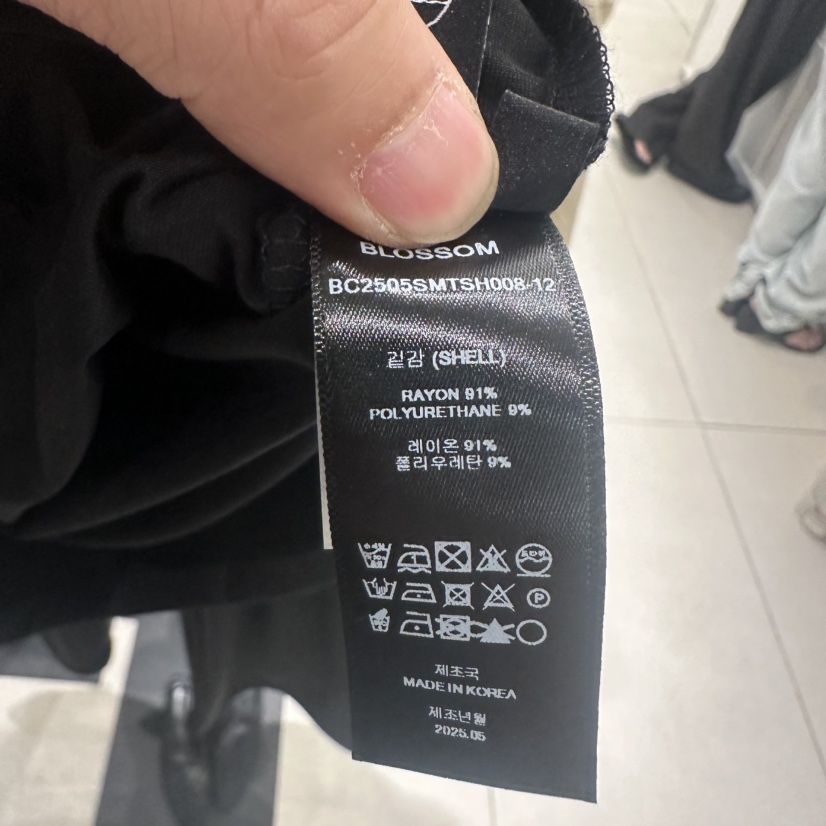 BLOSSOM
BC2505SMTSH008-12
겉감 (SHELL)
RAYON 91%
POLYURETHANE 9%
레이온 91%
폴리우레탄 9%
P
제조국
MADE IN KOREA
제조년월
2025.05